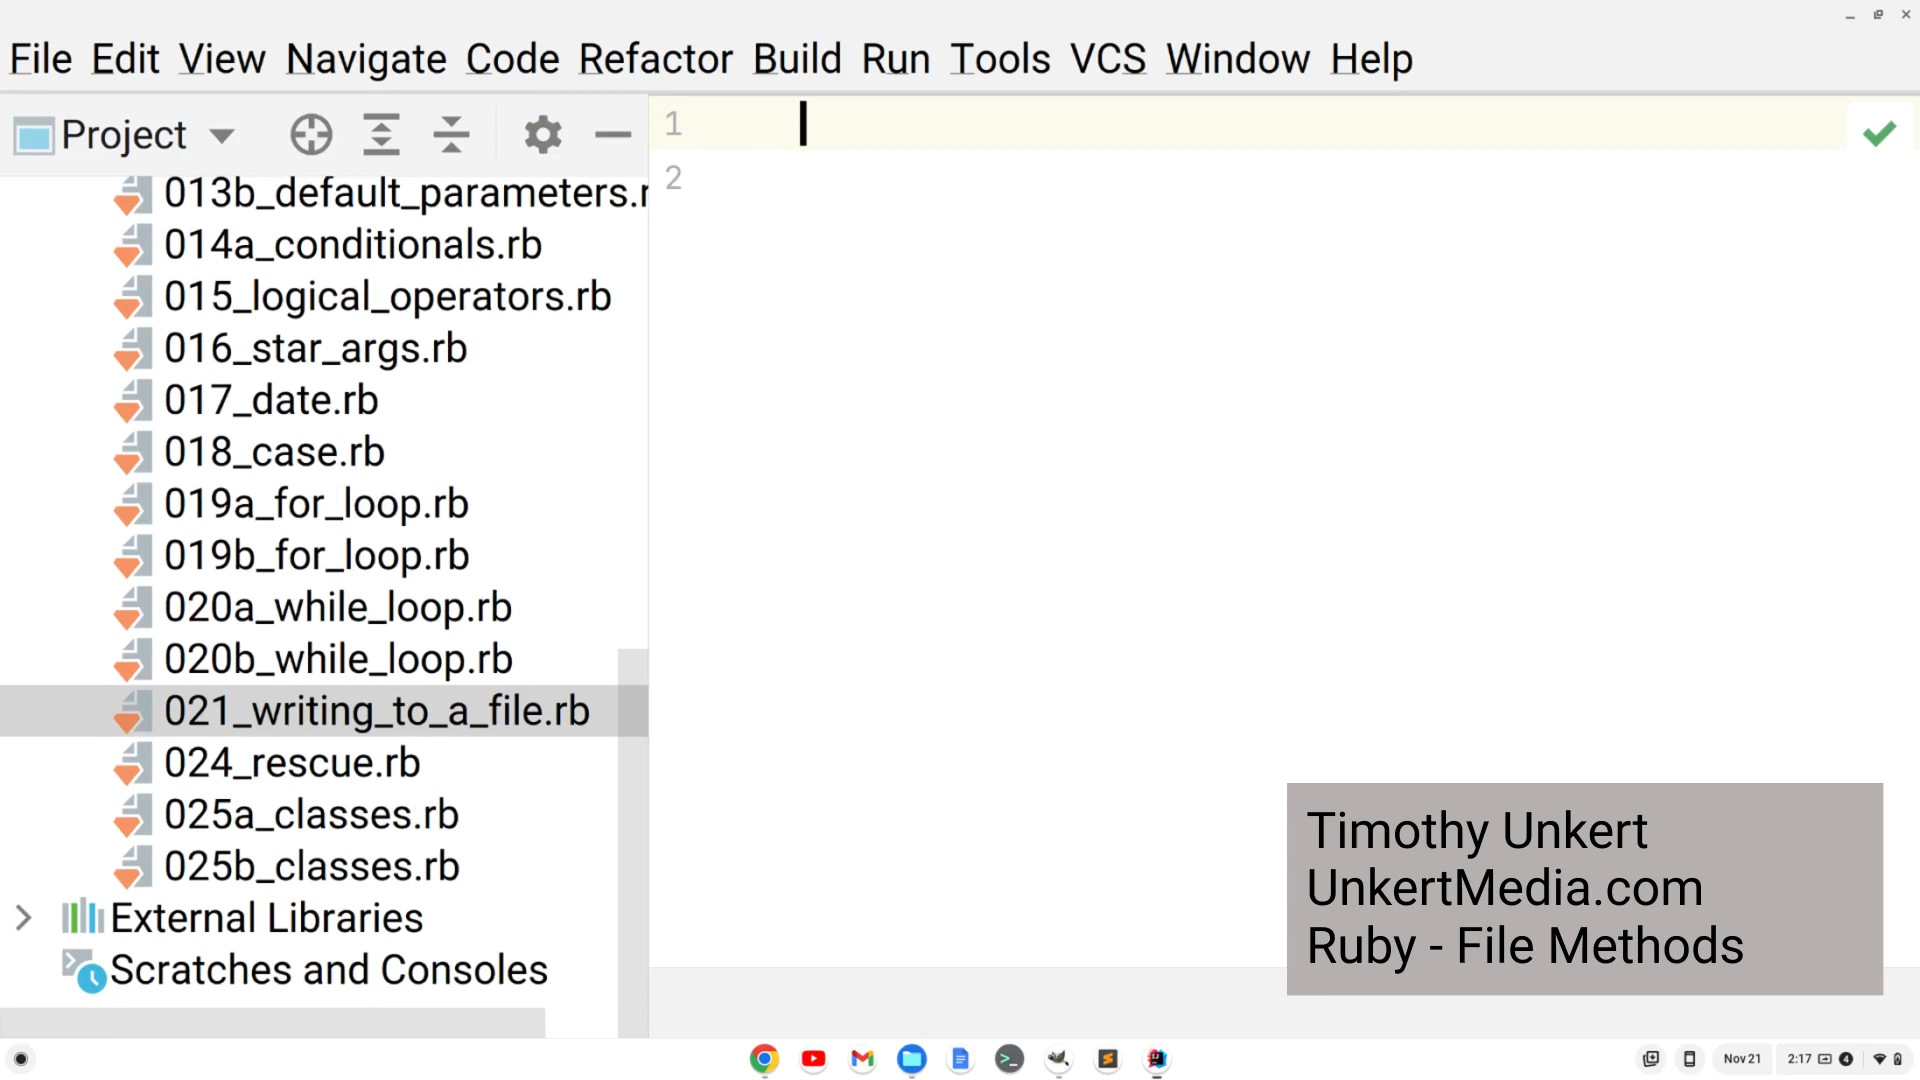 File Edit View Navigate Code Refactor Build Run Tools VCS Window Help
Project
013b_default_parameters.r
014a_conditionals.rb
015_logical_operators.rb
016_star_args.rb
017_date.rb
018_case.rb
019a_for_loop.rb
019b_for_loop.rb
020a_while_loop.rb
020b_while_loop.rb
021_writing_to_a_file.rb
024_rescue.rb
025a_classes.rb
025b_classes.rb
External Libraries
Scratches and Consoles
1
2
Timothy Unkert
UnkertMedia.com
Ruby - File Methods
Nov 21
2:17
4